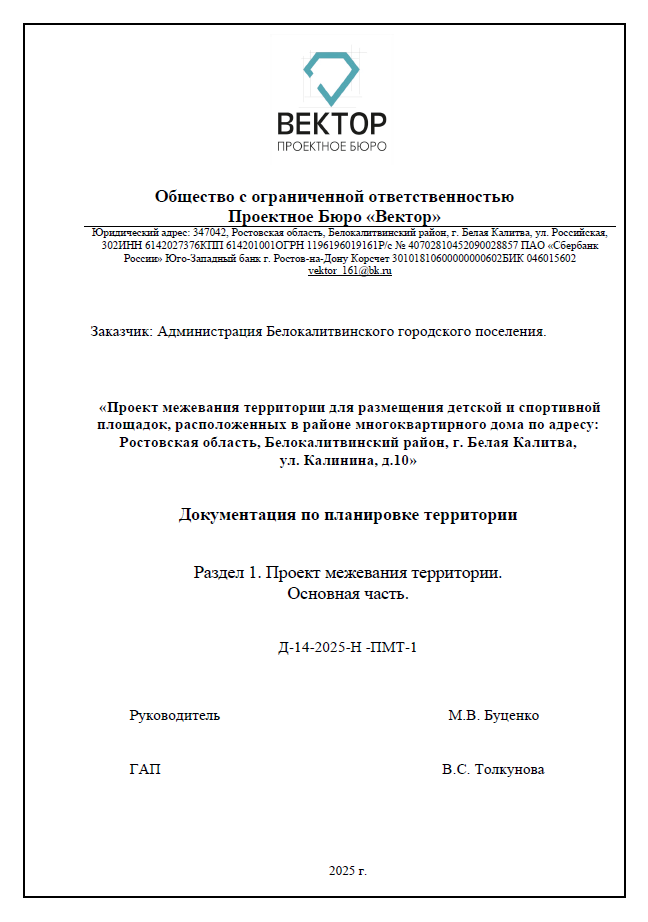 ВЕКТОР
ПРОЕКТНОЕ БЮРО
Общество с ограниченной ответственностью
Проектное Бюро «Вектор»
Юридический адрес: 347042, Ростовская область, Белокалитвинский район, г. Белая Калитва, ул. Российская,
302ИНН 6142027376КПП 614201001ОГРН 1196196019161Р/с № 40702810452090028857 ПАО «Сбербанк
России» Юго-Западный банк г. Ростов-на-Дону Корсчет 30101810600000000602БИК 046015602
vektor_161@bk.ru
Заказчик: Администрация Белокалитвинского городского поселения.
«Проект межевания территории для размещения детской и спортивной
площадок, расположенных в районе многоквартирного дома по адресу:
Ростовская область, Белокалитвинский район, г. Белая Калитва,
ул. Калинина, д.10»
Документация по планировке территории
Раздел 1. Проект межевания территории.
Основная часть.
Д-14-2025-Н -ПМТ-1
Руководитель М.В. Буценко
ГАП В.С. Толкунова
2025 г.